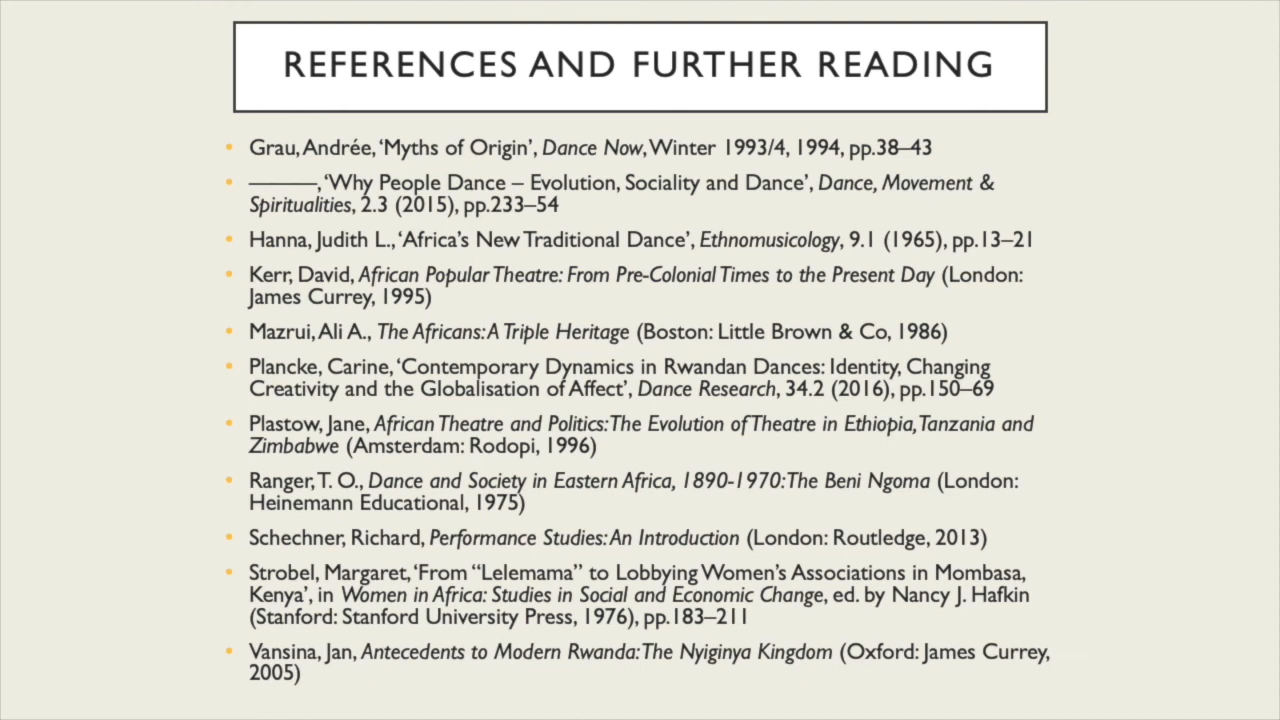 REFERENCES AND FURTHER READING
• Grau, Andrée, ‘Myths of Origin’, Dance Now, Winter 1993/4, 1994, pp.38–43
• ———, ‘Why People Dance – Evolution, Sociality and Dance’, Dance, Movement &
Spiritualities, 2.3 (2015), pp.233–54
• Hanna, Judith L., ‘Africa’s New Traditional Dance’, Ethnomusicology, 9.1 (1965), pp.13–21
• Kerr, David, African Popular Theatre: From Pre-Colonial Times to the Present Day (London:
James Currey, 1995)
• Mazrui, Ali A., The Africans: A Triple Heritage (Boston: Little Brown & Co, 1986)
• Plancke, Carine, ‘Contemporary Dynamics in Rwandan Dances: Identity, Changing
Creativity and the Globalisation of Affect’, Dance Research, 34.2 (2016), pp.150–69
• Plastow, Jane, African Theatre and Politics: The Evolution of Theatre in Ethiopia, Tanzania and
Zimbabwe (Amsterdam: Rodopi, 1996)
• Ranger, T. O., Dance and Society in Eastern Africa, 1890-1970: The Beni Ngoma (London:
Heinemann Educational, 1975)
• Schechner, Richard, Performance Studies: An Introduction (London: Routledge, 2013)
• Strobel, Margaret, ‘From “Lelemama” to Lobbying Women’s Associations in Mombasa,
Kenya’, in Women in Africa: Studies in Social and Economic Change, ed. by Nancy J. Hafkin
(Stanford: Stanford University Press, 1976), pp.183–211
• Vansina, Jan, Antecedents to Modern Rwanda: The Nyiginya Kingdom (Oxford: James Currey,
2005)